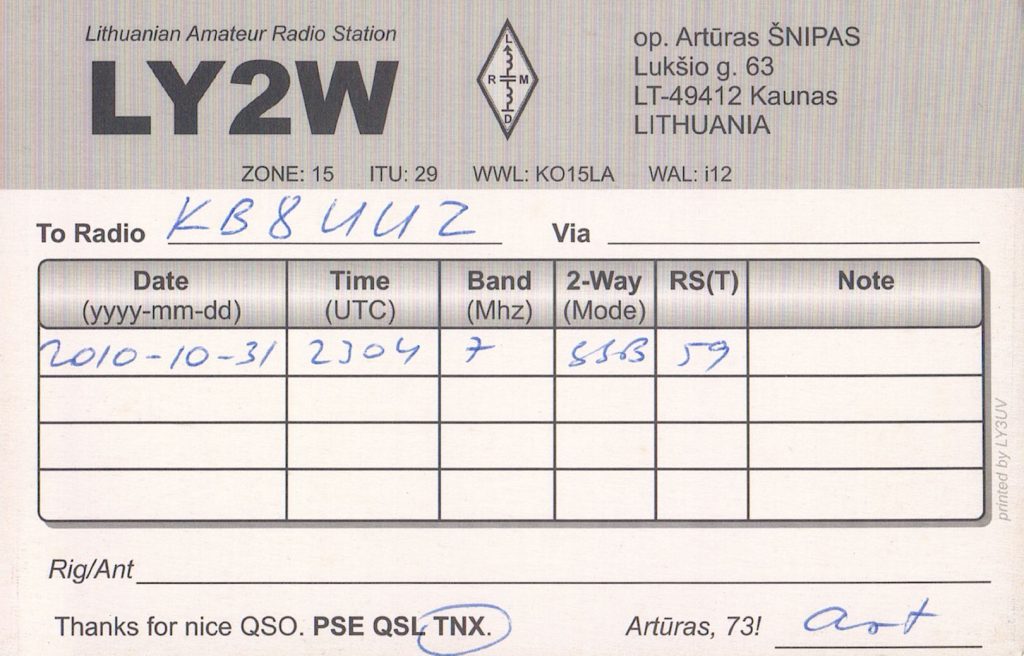 Lithuanian Amateur Radio Station
LY2W
L
R M
D
op. Artūras ŠNIPAS
Lukšio g. 63
LT-49412 Kaunas
LITHUANIA
ZONE: 15 ITU: 29 WWL: KO15LA WAL: i12
To Radio KB8UUZ Via
Date Time Band 2-Way RS(T) Note
(yyyy-mm-dd) (UTC) (Mhz) (Mode)
2010-10-31 2304 7 SSB 59
printed by LY3UV
Rig/Ant
Thanks for nice QSO. PSE QSL TNX. Artūras, 73! Art